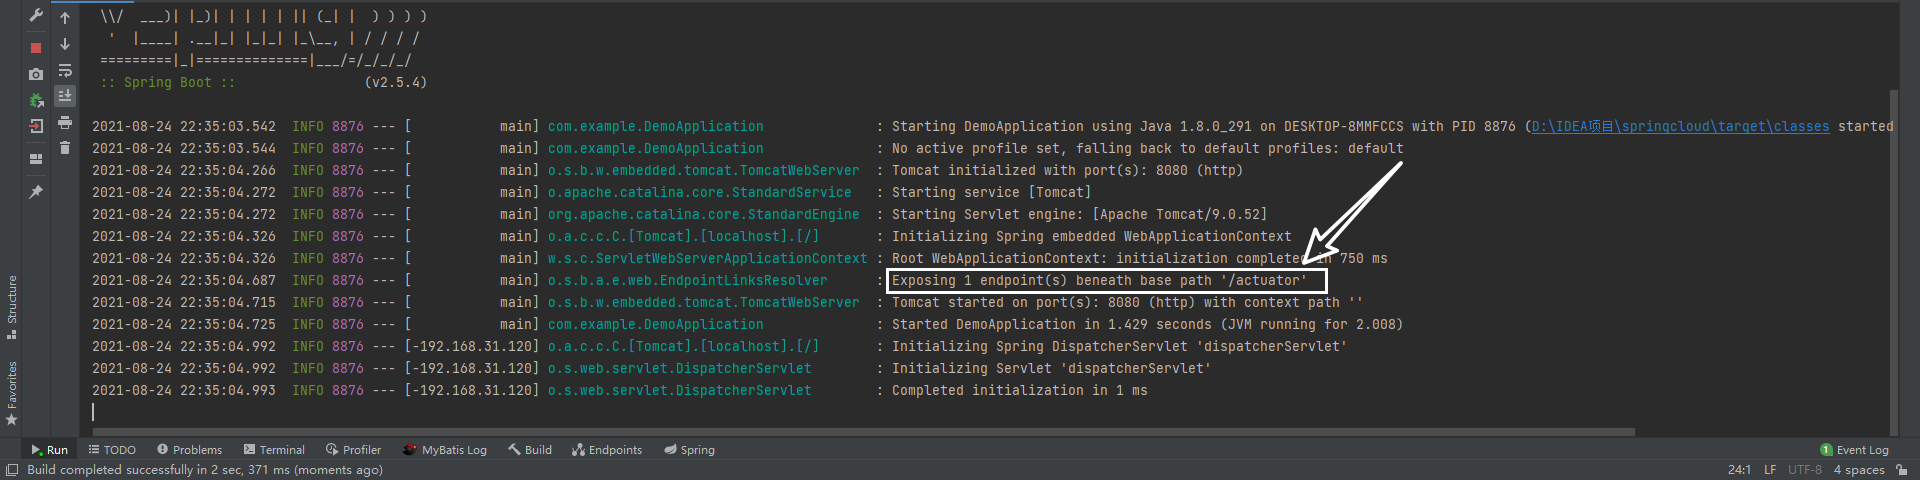 \\/  ___)| |_)| | | | | || (_| |  ) ) ) )
'  |____| .__|_| |_|_| |_\__, | / / / /
=========|_|==============|___/=/_/_/_/
:: Spring Boot ::                (v2.5.4)
2021-08-24 22:35:03.542  INFO 8876 --- [           main] com.example.DemoApplication              : Starting DemoApplication using Java 1.8.0_291 on DESKTOP-8MMFCCS with PID 8876 (D:\IDEA项目\springcloud\target\classes started
2021-08-24 22:35:03.544  INFO 8876 --- [           main] com.example.DemoApplication              : No active profile set, falling back to default profiles: default
2021-08-24 22:35:04.266  INFO 8876 --- [           main] o.s.b.w.embedded.tomcat.TomcatWebServer  : Tomcat initialized with port(s): 8080 (http)
2021-08-24 22:35:04.272  INFO 8876 --- [           main] o.apache.catalina.core.StandardService   : Starting service [Tomcat]
2021-08-24 22:35:04.272  INFO 8876 --- [           main] org.apache.catalina.core.StandardEngine  : Starting Servlet engine: [Apache Tomcat/9.0.52]
2021-08-24 22:35:04.326  INFO 8876 --- [           main] o.a.c.c.C.[Tomcat].[localhost].[/]       : Initializing Spring embedded WebApplicationContext
2021-08-24 22:35:04.326  INFO 8876 --- [           main] w.s.c.ServletWebServerApplicationContext : Root WebApplicationContext: initialization completed in 750 ms
2021-08-24 22:35:04.687  INFO 8876 --- [           main] o.s.b.a.e.web.EndpointLinksResolver      : Exposing 1 endpoint(s) beneath base path '/actuator'
2021-08-24 22:35:04.715  INFO 8876 --- [           main] o.s.b.w.embedded.tomcat.TomcatWebServer  : Tomcat started on port(s): 8080 (http) with context path ''
2021-08-24 22:35:04.725  INFO 8876 --- [           main] com.example.DemoApplication              : Started DemoApplication in 1.429 seconds (JVM running for 2.008)
2021-08-24 22:35:04.992  INFO 8876 --- [-192.168.31.120] o.a.c.c.C.[Tomcat].[localhost].[/]       : Initializing Spring DispatcherServlet 'dispatcherServlet'
2021-08-24 22:35:04.992  INFO 8876 --- [-192.168.31.120] o.s.web.servlet.DispatcherServlet        : Initializing Servlet 'dispatcherServlet'
2021-08-24 22:35:04.993  INFO 8876 --- [-192.168.31.120] o.s.web.servlet.DispatcherServlet        : Completed initialization in 1 ms
Structure
Favorites
Run TODO Problems Terminal Profiler MyBatis Log Build Endpoints Spring 1 Event Log
Build completed successfully in 2 sec, 371 ms (moments ago) 24:1 LF UTF-8 4 spaces